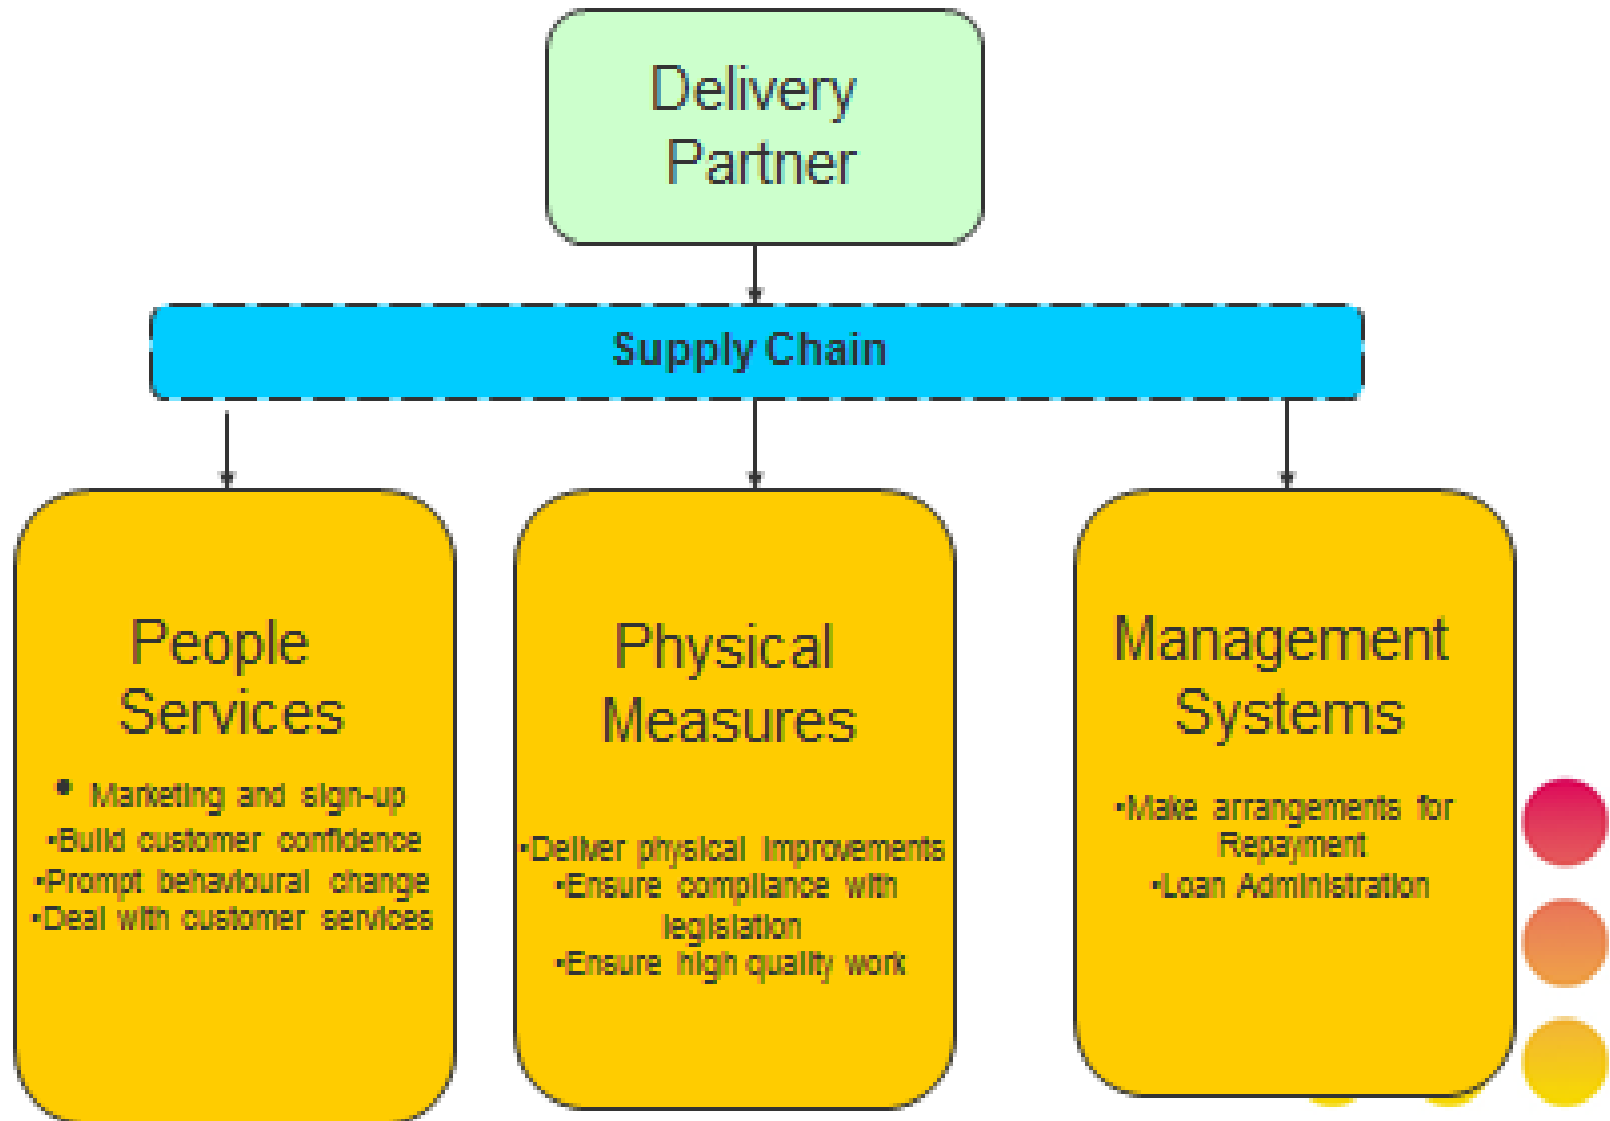 Delivery
Partner
Supply Chain
People
Services
• Marketing and sign-up
•Build customer confidence
•Prompt behavioural change
•Deal with customer services
Physical
Measures
•Deliver physical improvements
•Ensure compliance with
legislation
•Ensure high quality work
Management
Systems
•Make arrangements for
Repayment
•Loan Administration